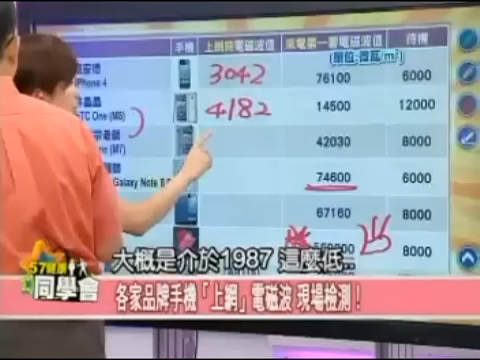 手機 上網時電磁波值 來電第一響電磁波值 待機
(單位:微瓦/m²)
iPhone 4 3042 76100 6000
HTC One (M8) 4182 14500 12000
One (M7) 42030 8000
Galaxy Note 74600 6000
67160 8000
8000
大概是介於1987 這麼低...
57健康
同學會
各家品牌手機「上網」電磁波 現場檢測!